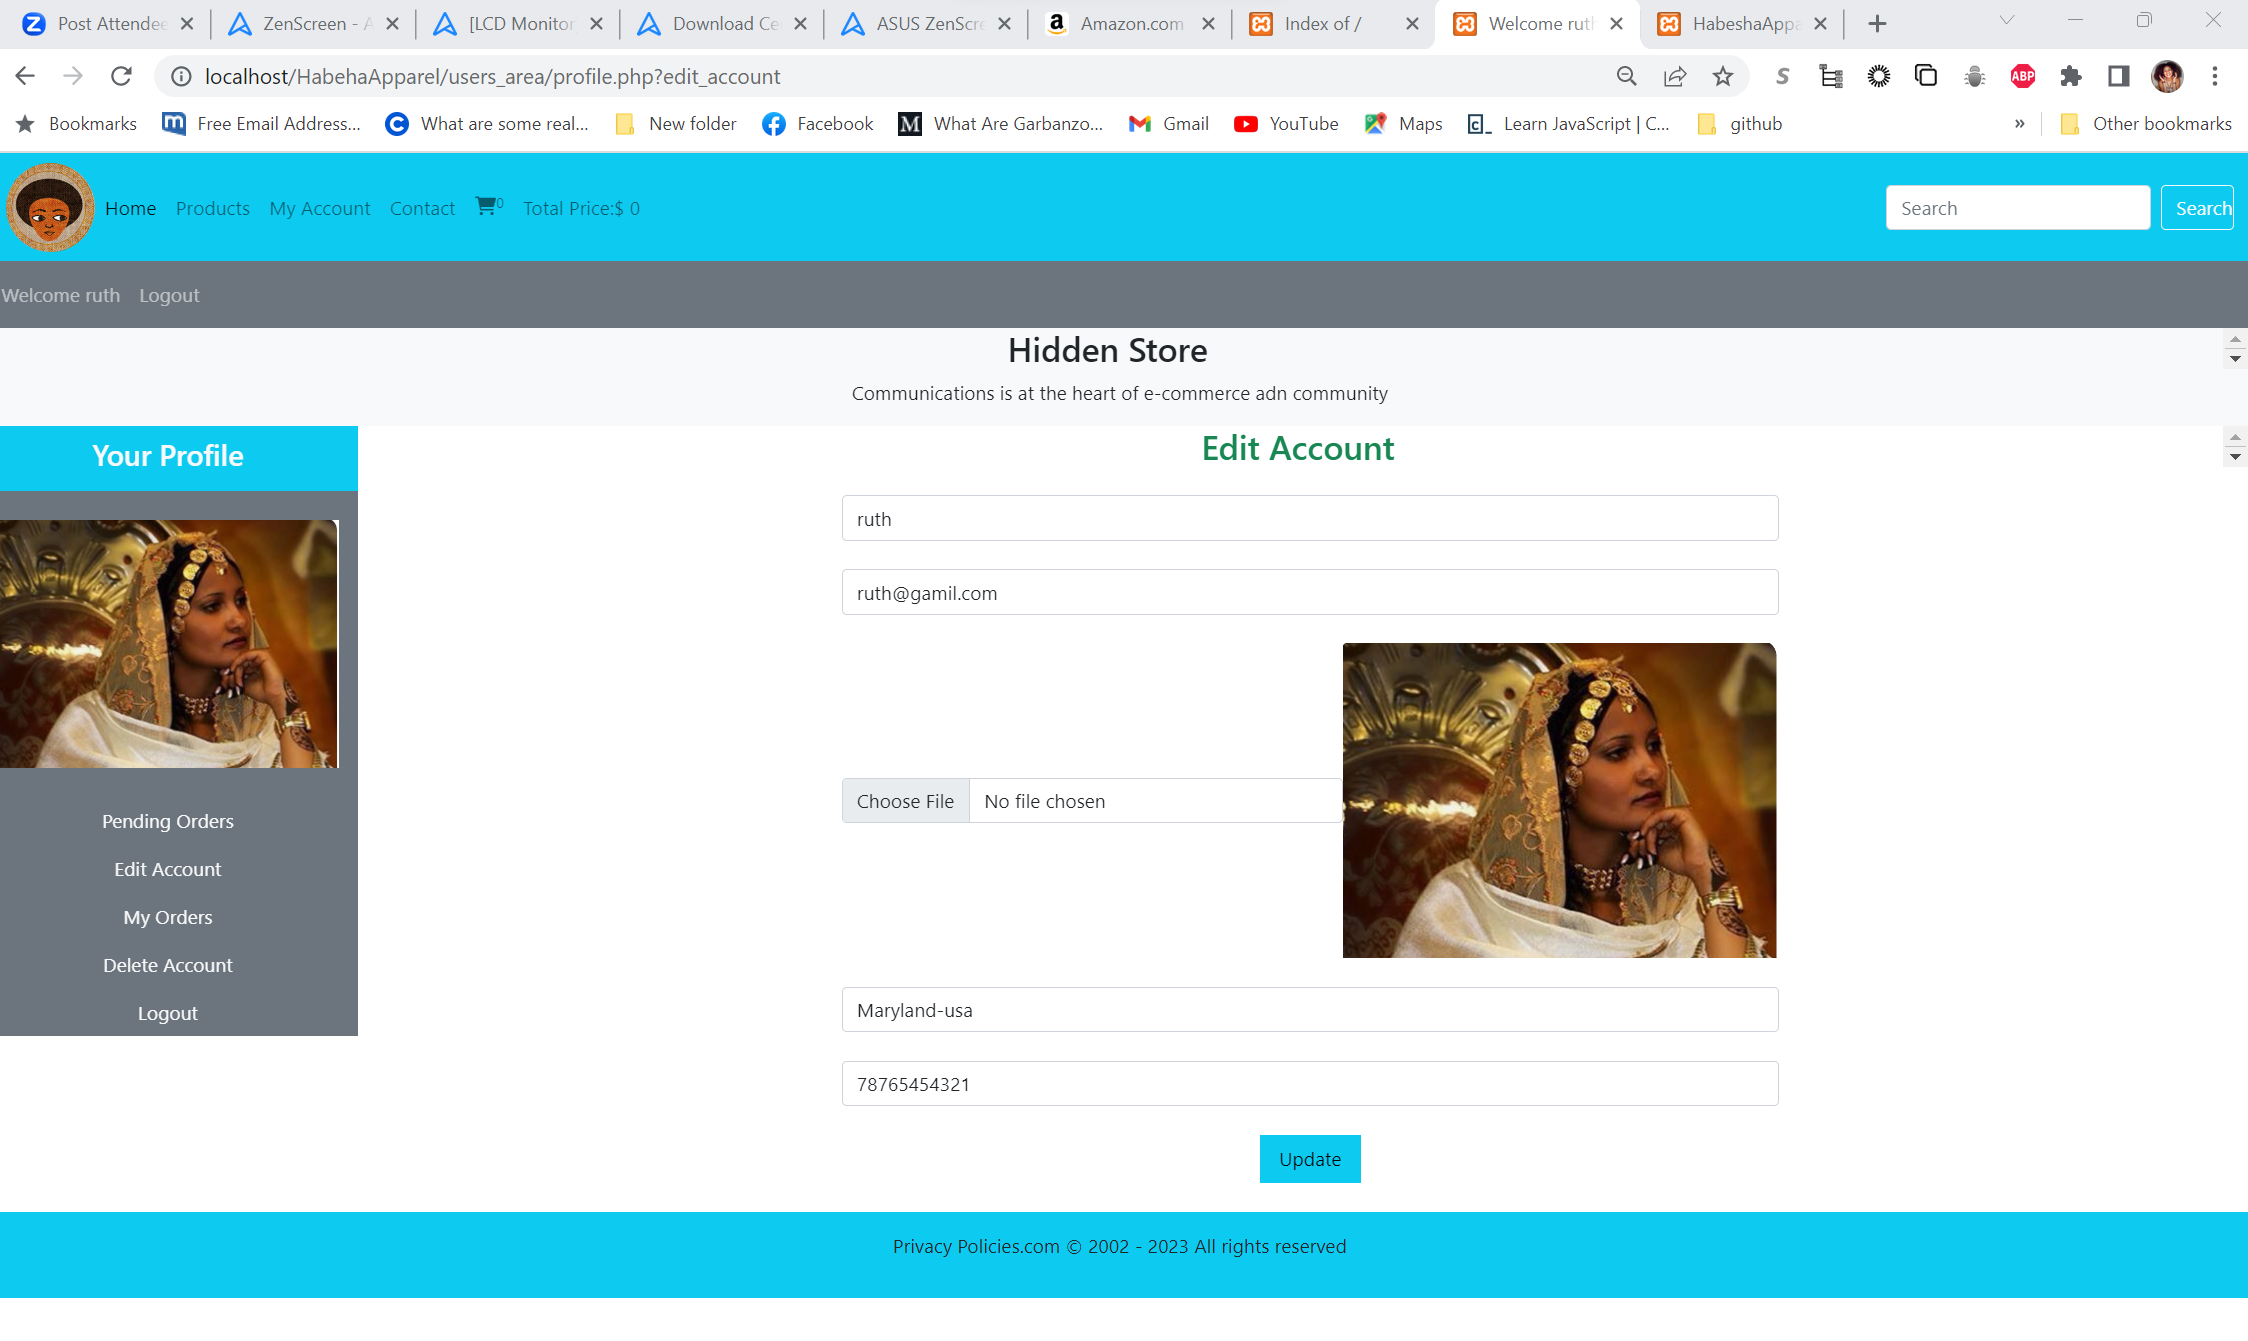 Post Attendee
ZenScreen - A
[LCD Monitor
Download Ce
ASUS ZenScre
Amazon.com
Index of /
Welcome ruth
HabeshaAppa
localhost/HabehaApparel/users_area/profile.php?edit_account
S
ABP
Bookmarks
Free Email Address...
What are some real...
New folder
Facebook
M
What Are Garbanzo...
Gmail
YouTube
Maps
Learn JavaScript | C...
github
»
Other bookmarks
Home
Products
My Account
Contact
0
Total Price:$ 0
Search
Search
Welcome ruth
Logout
Hidden Store
Communications is at the heart of e-commerce adn community
Your Profile
Edit Account
ruth
ruth@gamil.com
Choose File
No file chosen
Pending Orders
Edit Account
My Orders
Delete Account
Logout
Maryland-usa
78765454321
Update
Privacy Policies.com © 2002 - 2023 All rights reserved